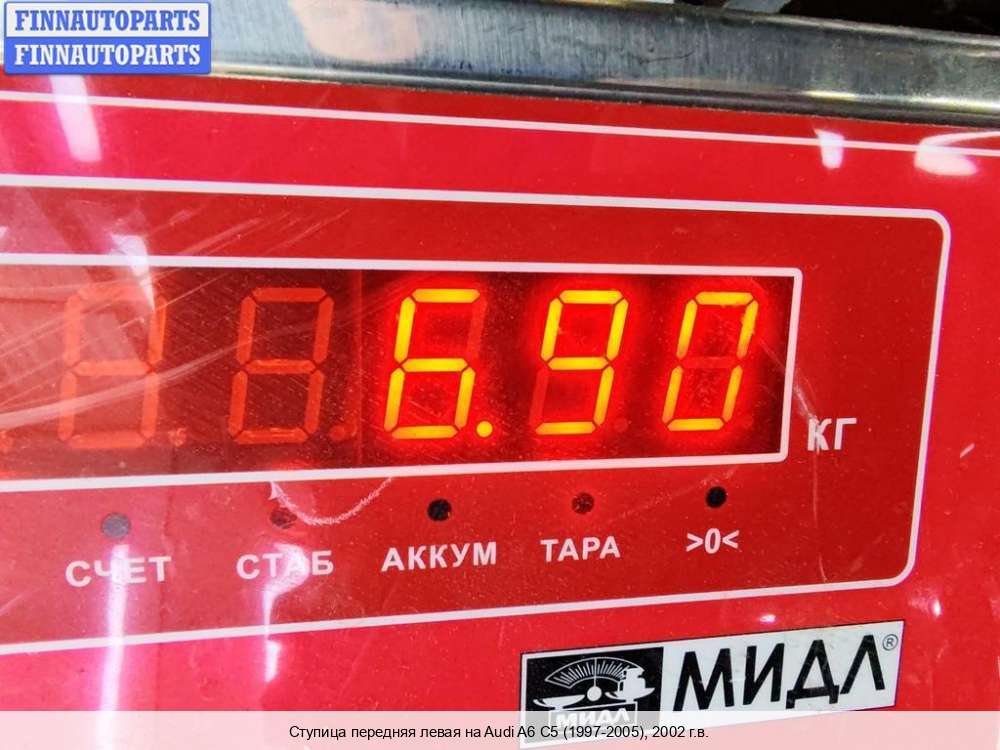 FINNAUTOPARTS
FINNAUTOPARTS
6.90
КГ
СЧЕТ СТАБ АККУМ ТАРА >0<
МИДЛ®
МИДЛ
Ступица передняя левая на Audi A6 C5 (1997-2005), 2002 г.в.